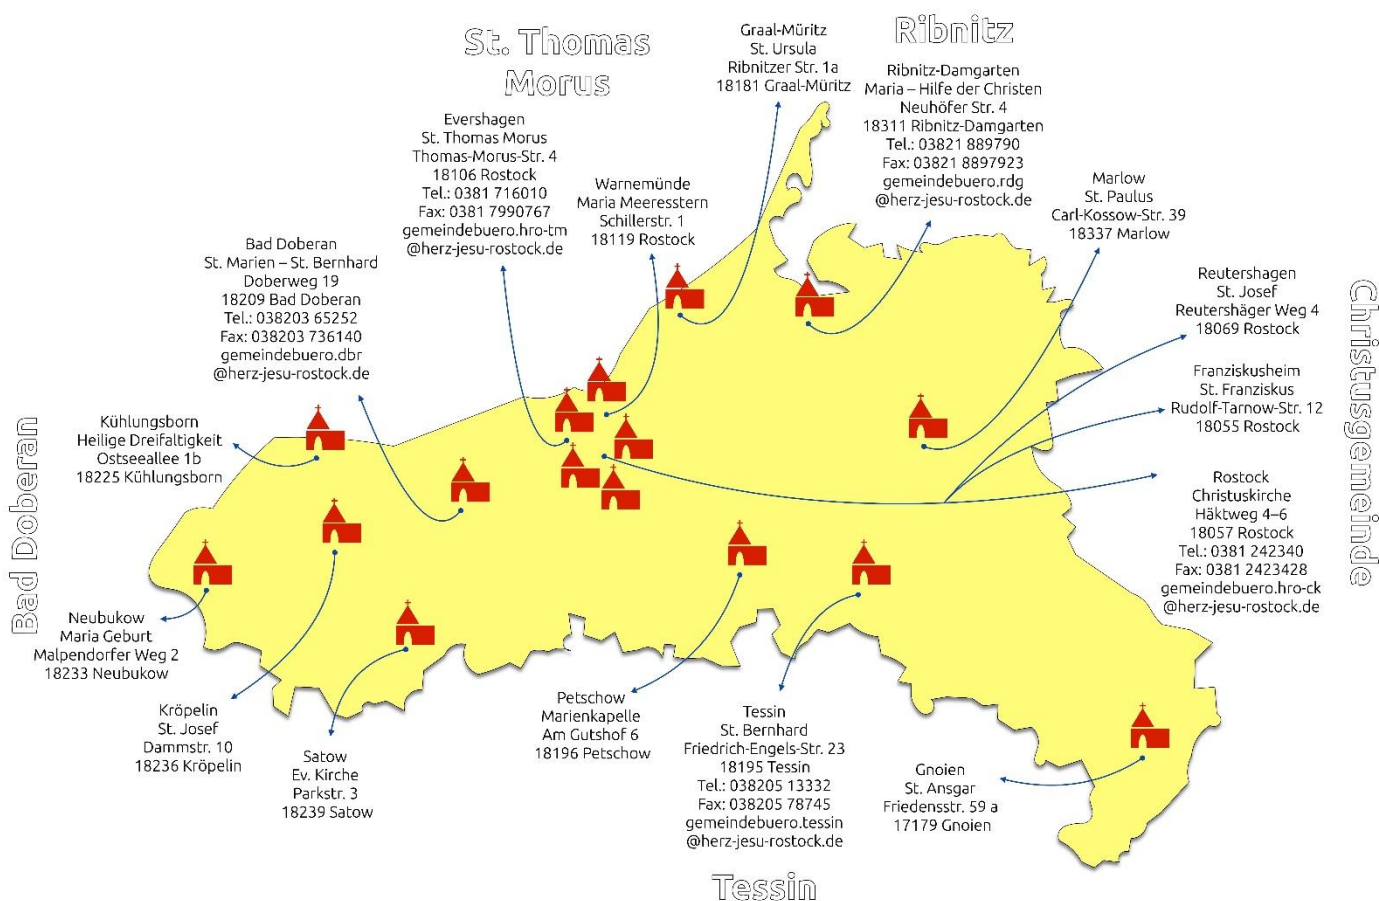 St. Thomas
Morus
Evershagen
St. Thomas Morus
Thomas-Morus-Str. 4
18106 Rostock
Tel.: 0381 716010
Fax: 0381 7990767
gemeindebuero.hro-tm
@herz-jesu-rostock.de
Warnemünde
Maria Meeresstern
Schillerstr. 1
18119 Rostock
Graal-Müritz
St. Ursula
Ribnitzer Str. 1a
18181 Graal-Müritz
Ribnitz
Ribnitz-Damgarten
Maria – Hilfe der Christen
Neuhöfer Str. 4
18311 Ribnitz-Damgarten
Tel.: 03821 889790
Fax: 03821 8897923
gemeindebuero.rdg
@herz-jesu-rostock.de
Marlow
St. Paulus
Carl-Kossow-Str. 39
18337 Marlow
Christusgemeinde
Reutershagen
St. Josef
Reutershäger Weg 4
18069 Rostock
Franziskusheim
St. Franziskus
Rudolf-Tarnow-Str. 12
18055 Rostock
Rostock
Christuskirche
Häktweg 4–6
18057 Rostock
Tel.: 0381 242340
Fax: 0381 2423428
gemeindebuero.hro-ck
@herz-jesu-rostock.de
Bad Doberan
Bad Doberan
St. Marien – St. Bernhard
Doberweg 19
18209 Bad Doberan
Tel.: 038203 65252
Fax: 038203 736140
gemeindebuero.dbr
@herz-jesu-rostock.de
Kühlungsborn
Heilige Dreifaltigkeit
Ostseeallee 1b
18225 Kühlungsborn
Neubukow
Maria Geburt
Malpendorfer Weg 2
18233 Neubukow
Kröpelin
St. Josef
Dammstr. 10
18236 Kröpelin
Satow
Ev. Kirche
Parkstr. 3
18239 Satow
Petschow
Marienkapelle
Am Gutshof 6
18196 Petschow
Tessin
St. Bernhard
Friedrich-Engels-Str. 23
18195 Tessin
Tel.: 038205 13332
Fax: 038205 78745
gemeindebuero.tessin
@herz-jesu-rostock.de
Gnoien
St. Ansgar
Friedensstr. 59 a
17179 Gnoien
Tessin